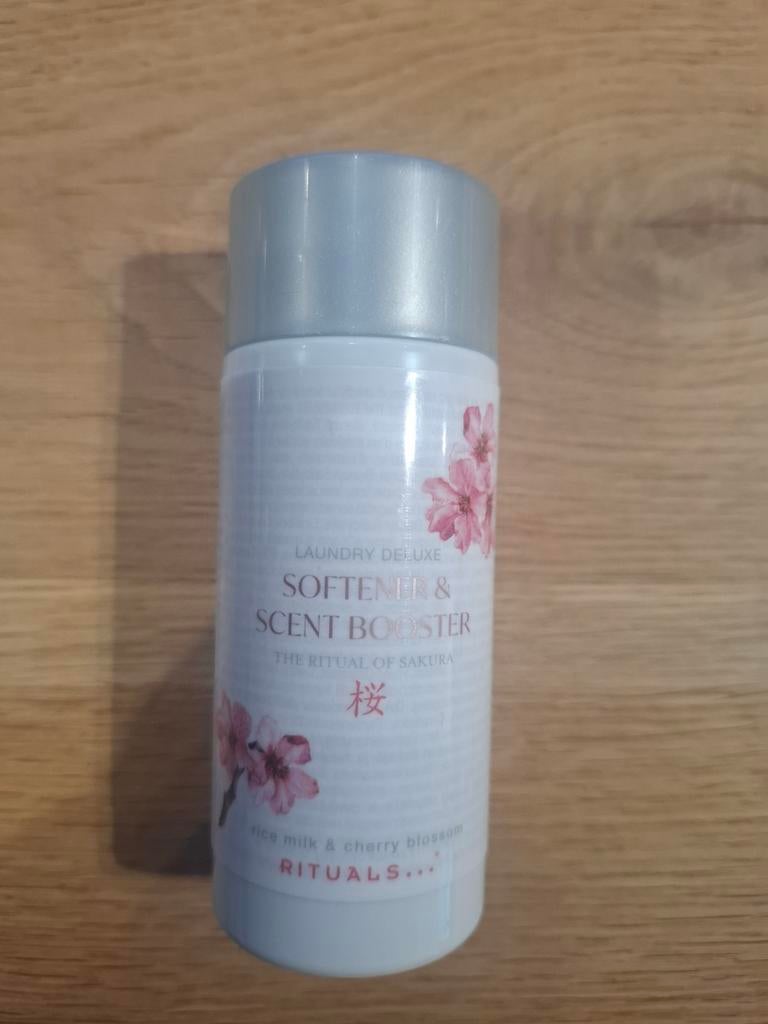 LAUNDRY DELUXE
SOFTENER &
SCENT BOOSTER
THE RITUAL OF SAKURA
桜
rice milk & cherry blossom
RITUALS...